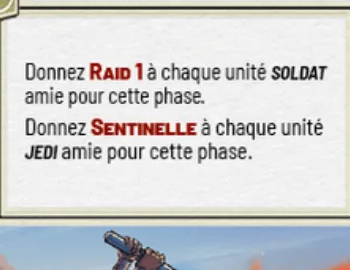 Donnez RAID 1 à chaque unité SOLDAT
amie pour cette phase.
Donnez SENTINELLE à chaque unité
JEDI amie pour cette phase.